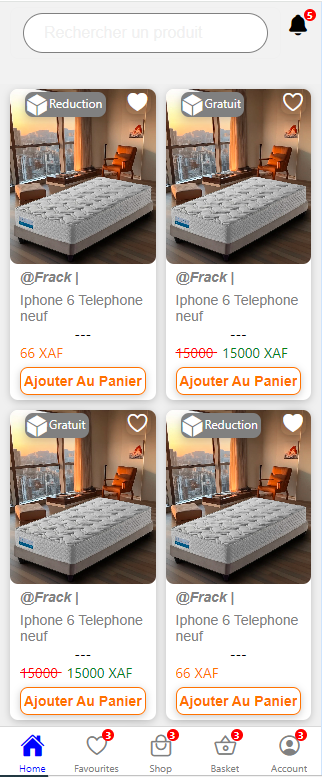 Rechercher un produit
5
Reduction
@Frack |
Iphone 6 Telephone
neuf
---
66 XAF
Ajouter Au Panier
Gratuit
@Frack |
Iphone 6 Telephone
neuf
---
15000 15000 XAF
Ajouter Au Panier
Gratuit
@Frack |
Iphone 6 Telephone
neuf
---
15000 15000 XAF
Ajouter Au Panier
Reduction
@Frack |
Iphone 6 Telephone
neuf
---
66 XAF
Ajouter Au Panier
Home
3
Favourites
3
Shop
3
Basket
3
Account